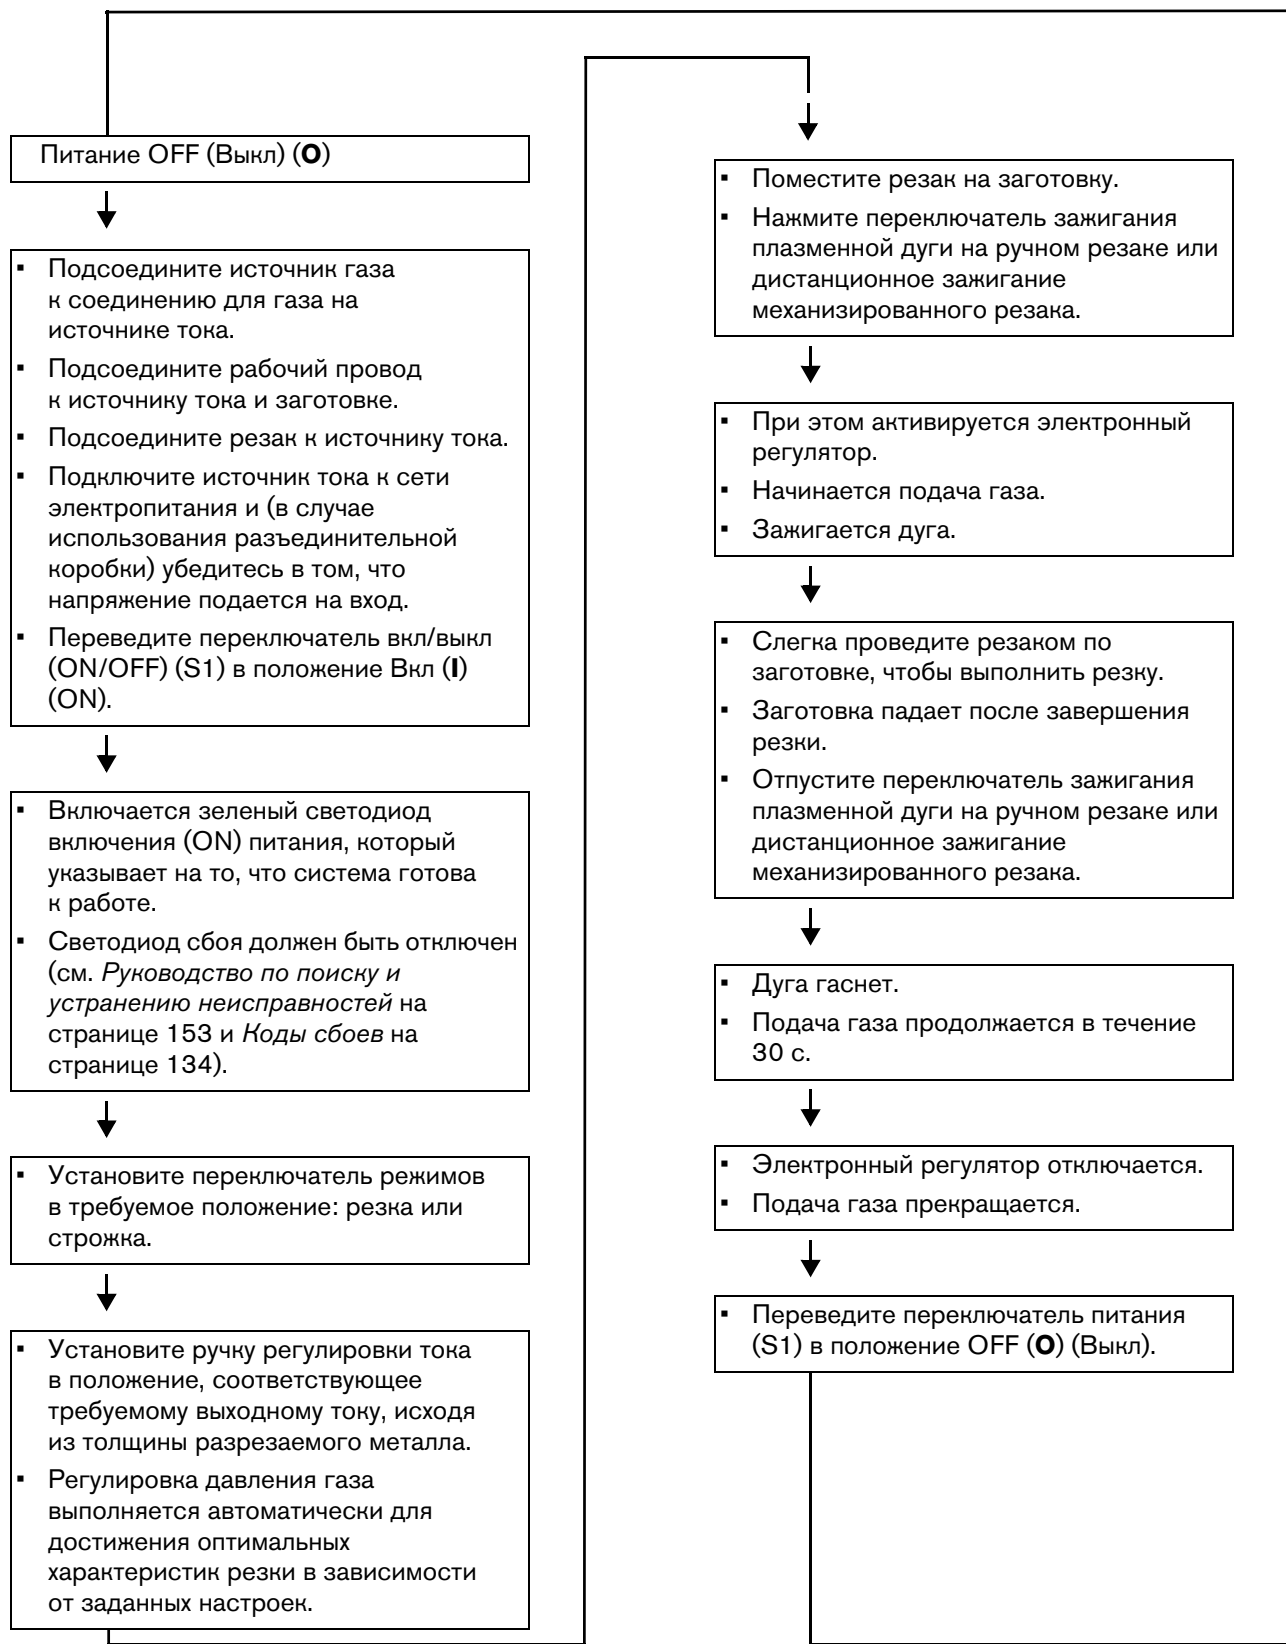 Питание OFF (Выкл) (O)
▪ Подсоедините источник газа
к соединению для газа на
источнике тока.
▪ Подсоедините рабочий провод
к источнику тока и заготовке.
▪ Подсоедините резак к источнику тока.
▪ Подключите источник тока к сети
электропитания и (в случае
использования разъединительной
коробки) убедитесь в том, что
напряжение подается на вход.
▪ Переведите переключатель вкл/выкл
(ON/OFF) (S1) в положение Вкл (I)
(ON).
▪ Включается зеленый светодиод
включения (ON) питания, который
указывает на то, что система готова
к работе.
▪ Светодиод сбоя должен быть отключен
(см. Руководство по поиску и
устранению неисправностей на
странице 153 и Коды сбоев на
странице 134).
▪ Установите переключатель режимов
в требуемое положение: резка или
строжка.
▪ Установите ручку регулировки тока
в положение, соответствующее
требуемому выходному току, исходя
из толщины разрезаемого металла.
▪ Регулировка давления газа
выполняется автоматически для
достижения оптимальных
характеристик резки в зависимости
от заданных настроек.
▪ Поместите резак на заготовку.
▪ Нажмите переключатель зажигания
плазменной дуги на ручном резаке или
дистанционное зажигание
механизированного резака.
▪ При этом активируется электронный
регулятор.
▪ Начинается подача газа.
▪ Зажигается дуга.
▪ Слегка проведите резаком по
заготовке, чтобы выполнить резку.
▪ Заготовка падает после завершения
резки.
▪ Отпустите переключатель зажигания
плазменной дуги на ручном резаке или
дистанционное зажигание
механизированного резака.
▪ Дуга гаснет.
▪ Подача газа продолжается в течение
30 с.
▪ Электронный регулятор отключается.
▪ Подача газа прекращается.
▪ Переведите переключатель питания
(S1) в положение OFF (O) (Выкл).